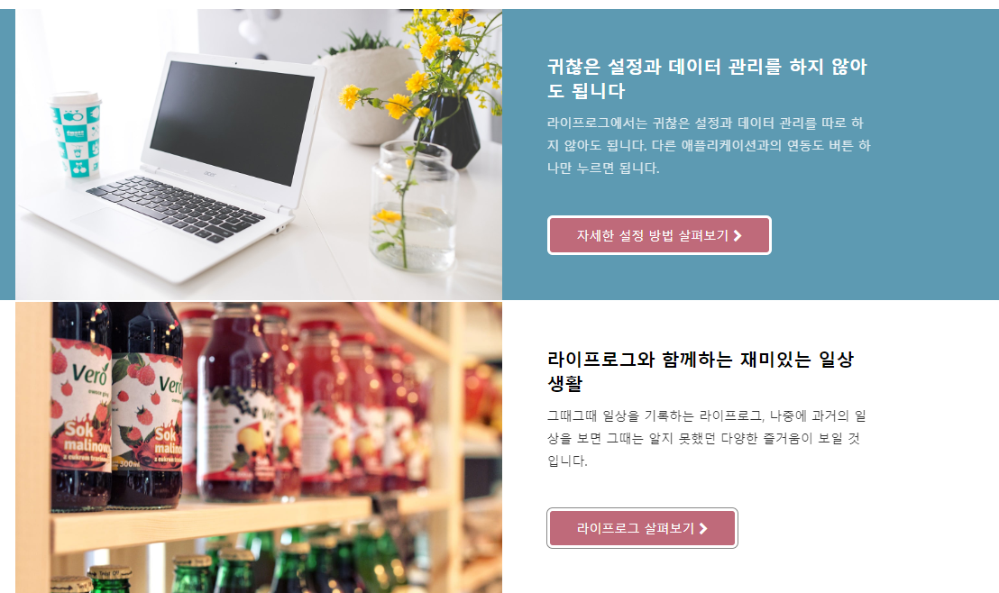 귀찮은 설정과 데이터 관리를 하지 않아
도 됩니다
라이프로그에서는 귀찮은 설정과 데이터 관리를 따로 하
지 않아도 됩니다. 다른 애플리케이션과의 연동도 버튼 하
나만 누르면 됩니다.
자세한 설정 방법 살펴보기
라이프로그와 함께하는 재미있는 일상
생활
그때그때 일상을 기록하는 라이프로그, 나중에 과거의 일
상을 보면 그때는 알지 못했던 다양한 즐거움이 보일 것
입니다.
Vero
Vero
Sok
malinowy
Sok
300ml
라이프로그 살펴보기